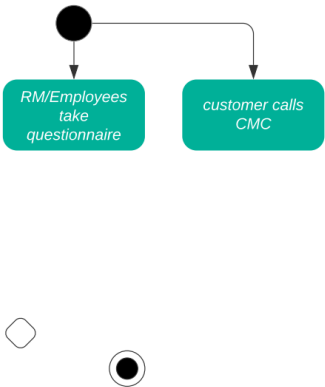 RM/Employees
take
questionnaire
customer calls
CMC